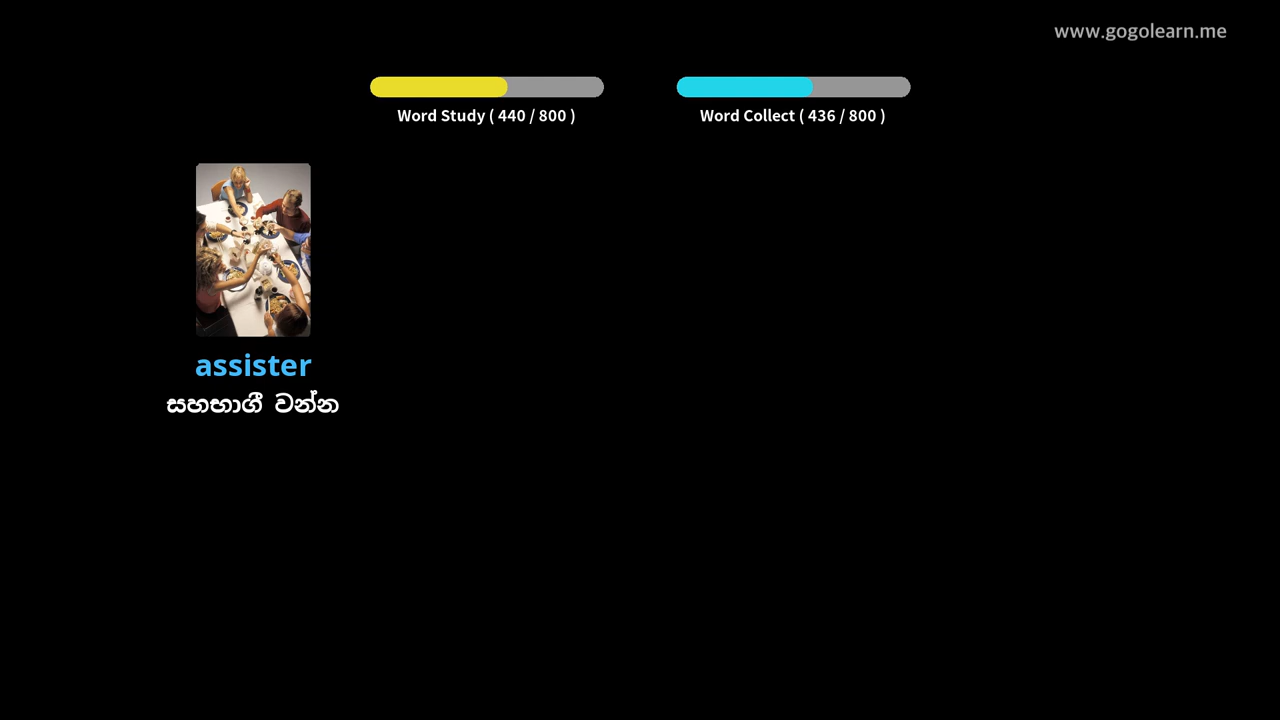 www.gogolearn.me
Word Study ( 440 / 800 )
Word Collect ( 436 / 800 )
assister
සහභාගී වන්න